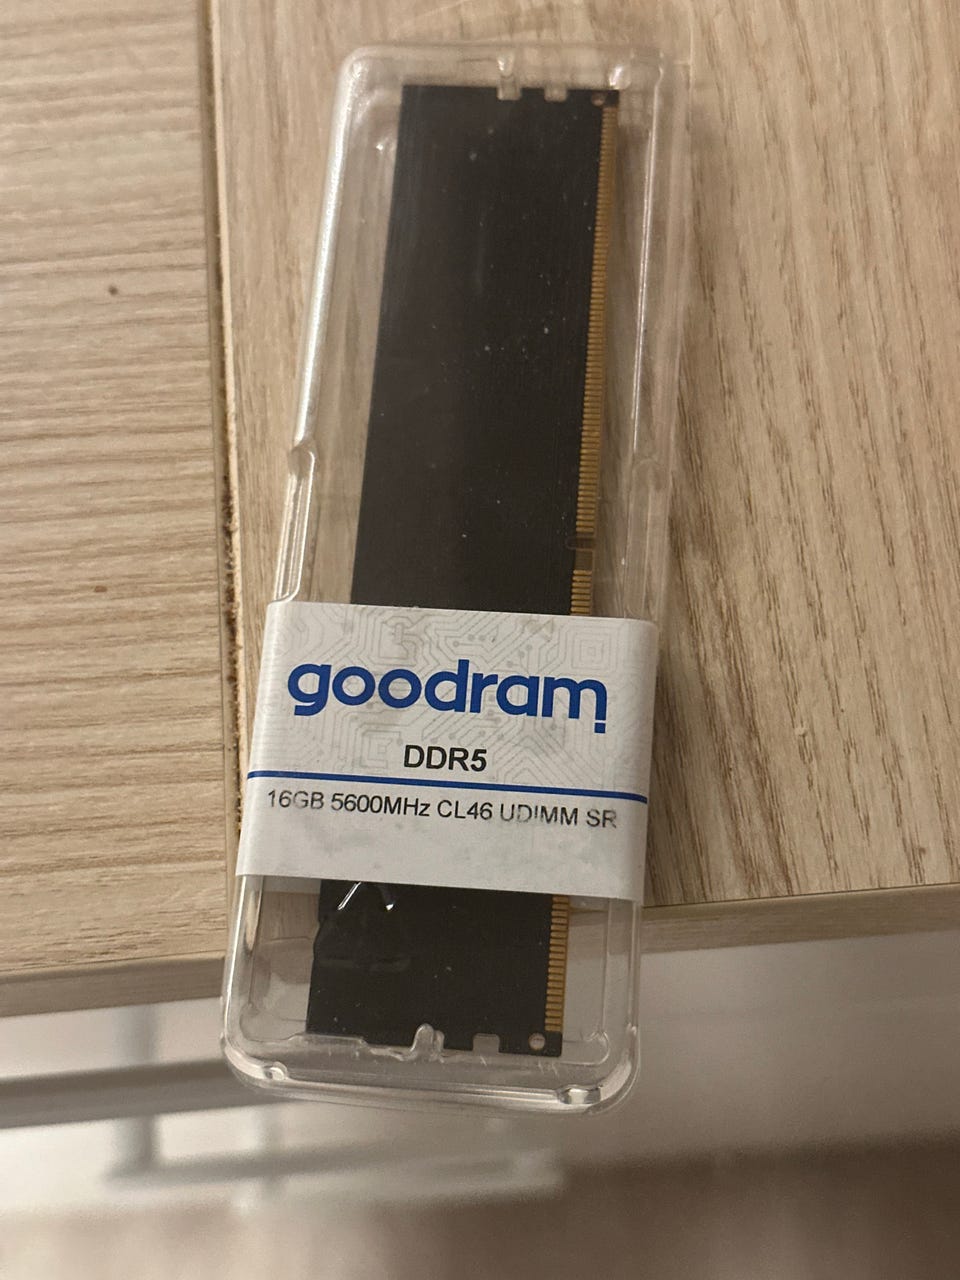 goodram
DDR5
16GB 5600MHz CL46 UDIMM SR